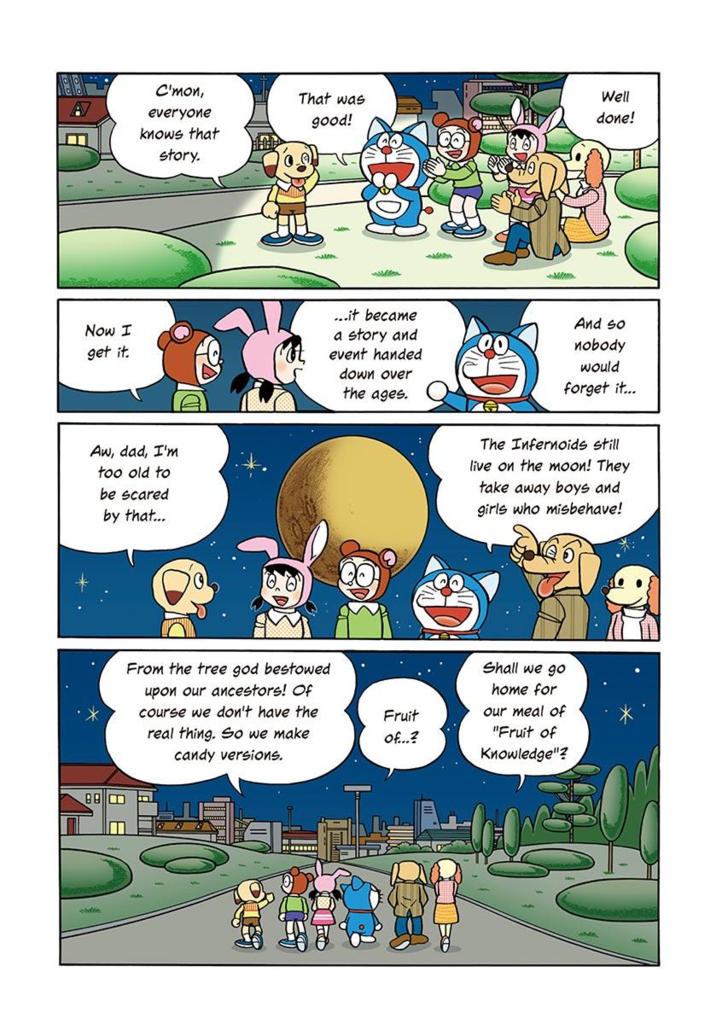 Well
done!
That was
good!
C'mon,
everyone
knows that
story.
And so
nobody
would
forget it...
...it became
a story and
event handed
down over
the ages.
Now I
get it.
The Infernoids still
live on the moon! They
take away boys and
girls who misbehave!
Aw, dad, I'm
too old to
be scared
by that...
Shall we go
home for
our meal of
"Fruit of
Knowledge"?
Fruit
of...?
From the tree god bestowed
upon our ancestors! Of
course we don't have the
real thing. So we make
candy versions.